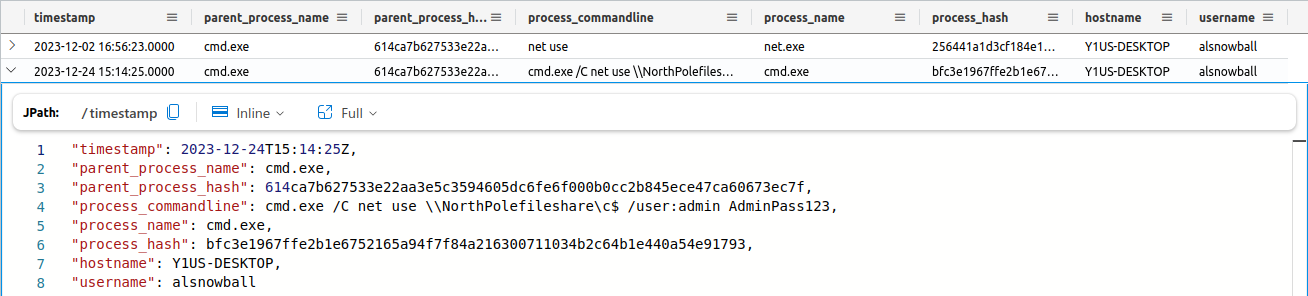 timestamp parent_process_name parent_process_h... process_commandline process_name process_hash hostname username
2023-12-02 16:56:23.0000 cmd.exe 614ca7b627533e22a... net use net.exe 256441a1d3cf184e1... Y1US-DESKTOP alsnowball
2023-12-24 15:14:25.0000 cmd.exe 614ca7b627533e22a... cmd.exe /C net use \\NorthPolefiles... cmd.exe bfc3e1967ffe2b1e67... Y1US-DESKTOP alsnowball
JPath: /timestamp Inline Full
1 "timestamp": 2023-12-24T15:14:25Z,
2 "parent_process_name": cmd.exe,
3 "parent_process_hash": 614ca7b627533e22aa3e5c3594605dc6fe6f000b0cc2b845ece47ca60673ec7f,
4 "process_commandline": cmd.exe /C net use \\NorthPolefileshare\c$ /user:admin AdminPass123,
5 "process_name": cmd.exe,
6 "process_hash": bfc3e1967ffe2b1e6752165a94f7f84a216300711034b2c64b1e440a54e91793,
7 "hostname": Y1US-DESKTOP,
8 "username": alsnowball